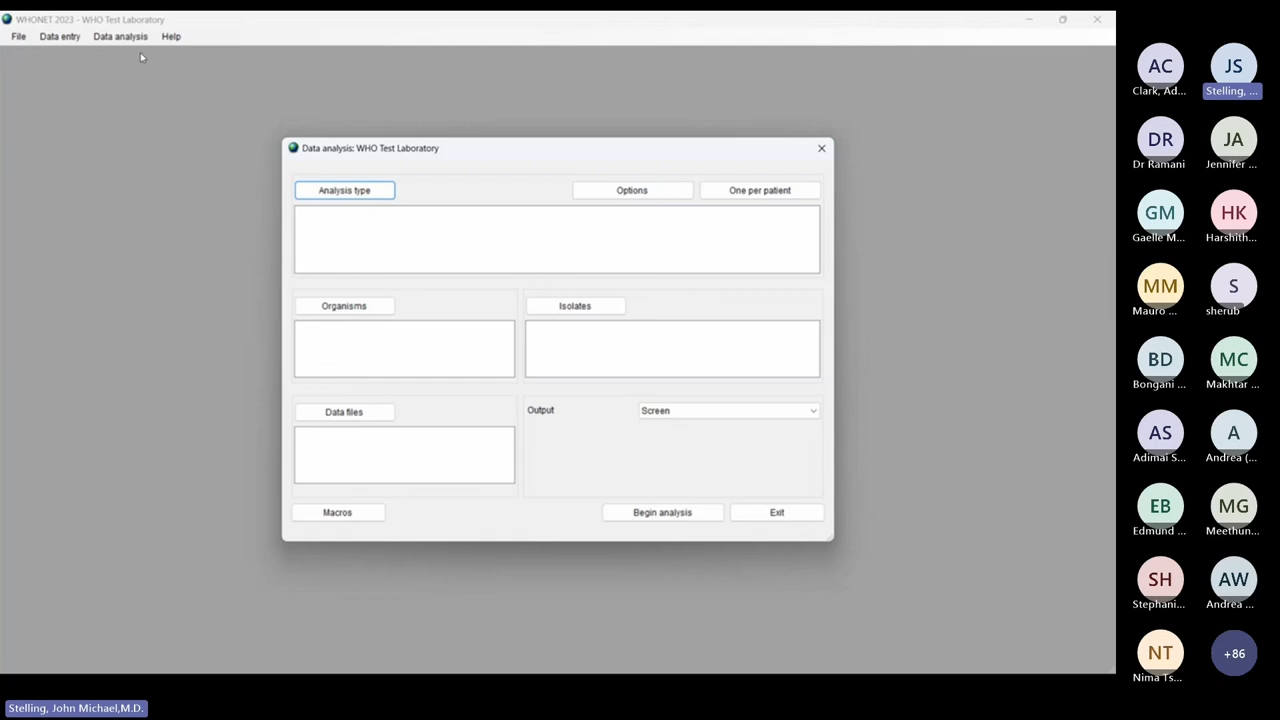 WHONET 2023 - WHO Test Laboratory
File Data entry Data analysis Help
Data analysis: WHO Test Laboratory
Analysis type Options One per patient
Organisms Isolates
Data files Output Screen
Macros Begin analysis Exit
AC JS
Clark, Ad... Stelling, ...
DR JA
Dr Ramani Jennifer ...
GM HK
Gaelle M... Harshith...
MM S
Mauro ... sherub
BD MC
Bongani ... Makhtar ...
AS A
Adimai S... Andrea (...
EB MG
Edmund ... Meethun...
SH AW
Stephani... Andrea ...
NT +86
Nima Ts...
Stelling, John Michael,M.D.